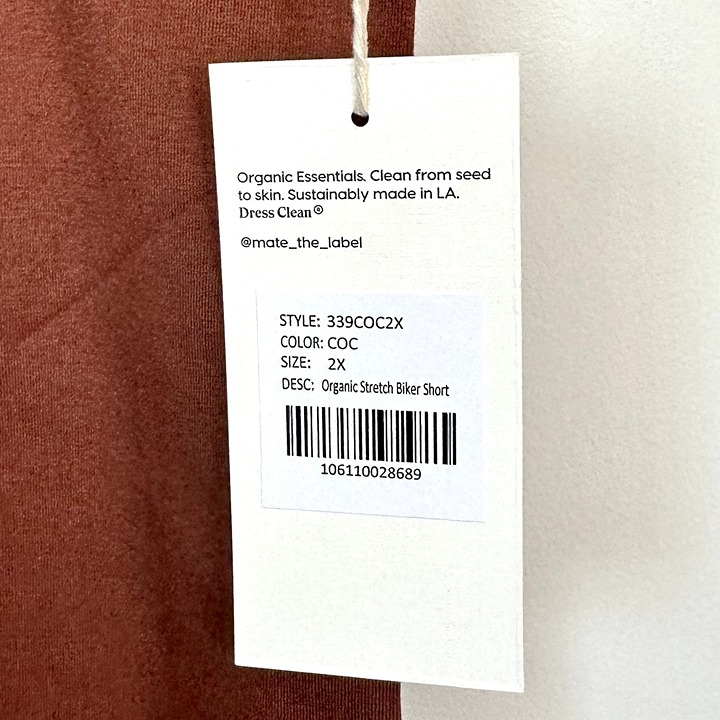 Organic Essentials. Clean from seed
to skin. Sustainably made in LA.
Dress Clean®
@mate_the_label
STYLE: 339COC2X
COLOR: COC
SIZE: 2X
DESC: Organic Stretch Biker Short
106110028689